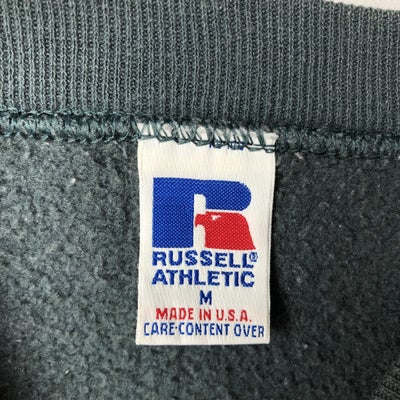 R
RUSSELL®
ATHLETIC
M
MADE IN U.S.A.
CARE-CONTENT OVER